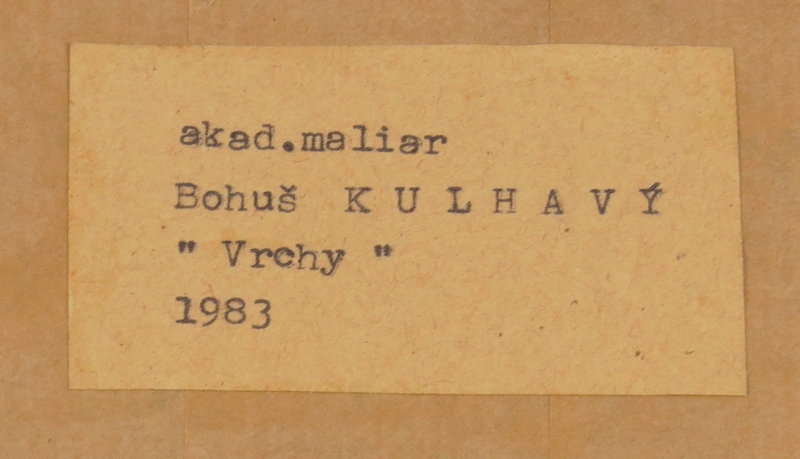 akad.maliar
Bohuš K U L H A V Ý
" Vrchy "
1983